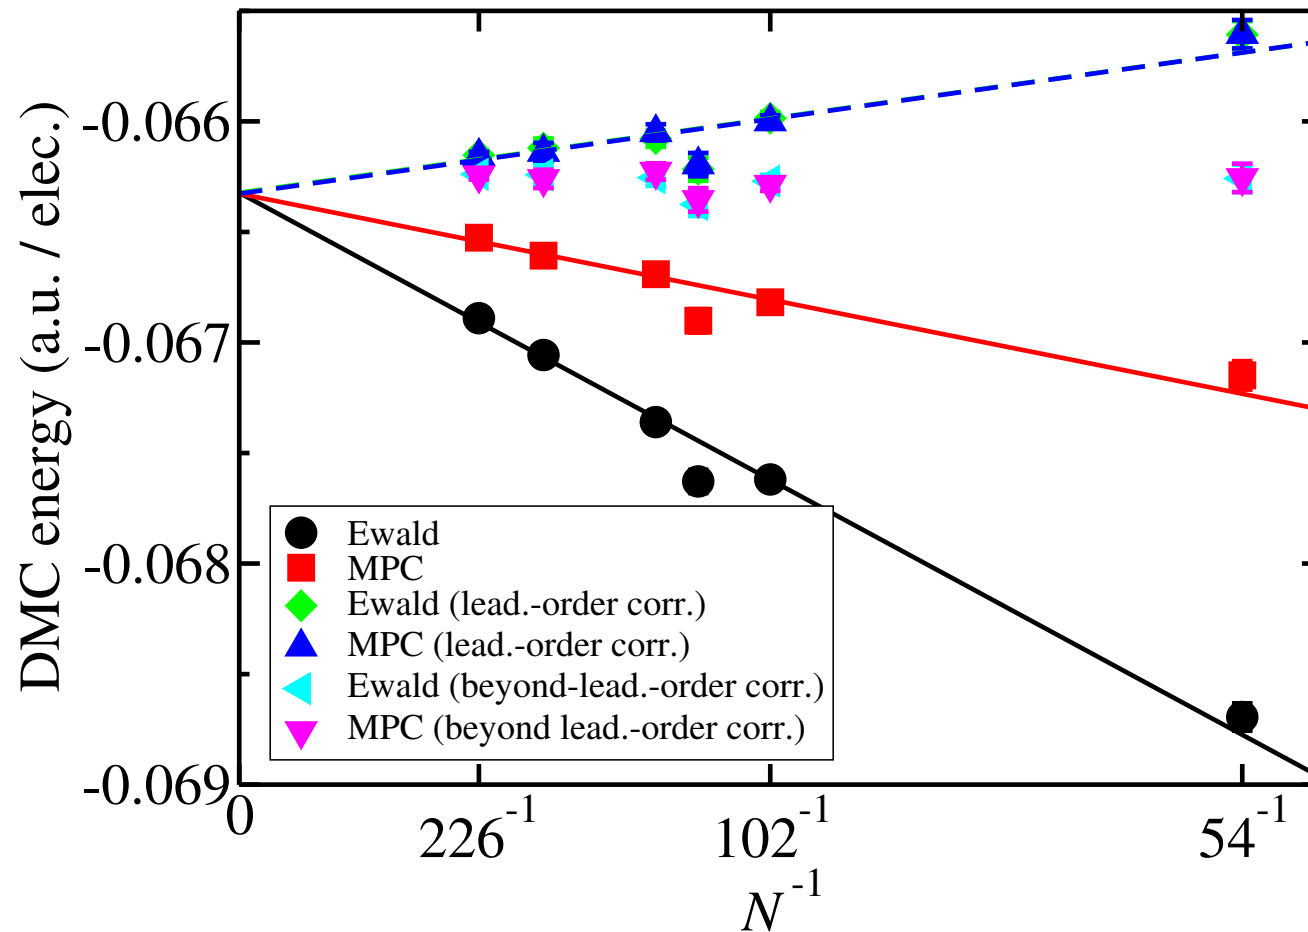 DMC energy (a.u. / elec.)
-0.066
-0.067
-0.068
-0.069
Ewald
MPC
Ewald (lead.-order corr.)
MPC (lead.-order corr.)
Ewald (beyond-lead.-order corr.)
MPC (beyond lead.-order corr.)
0 226⁻¹ 102⁻¹ 54⁻¹
N⁻¹